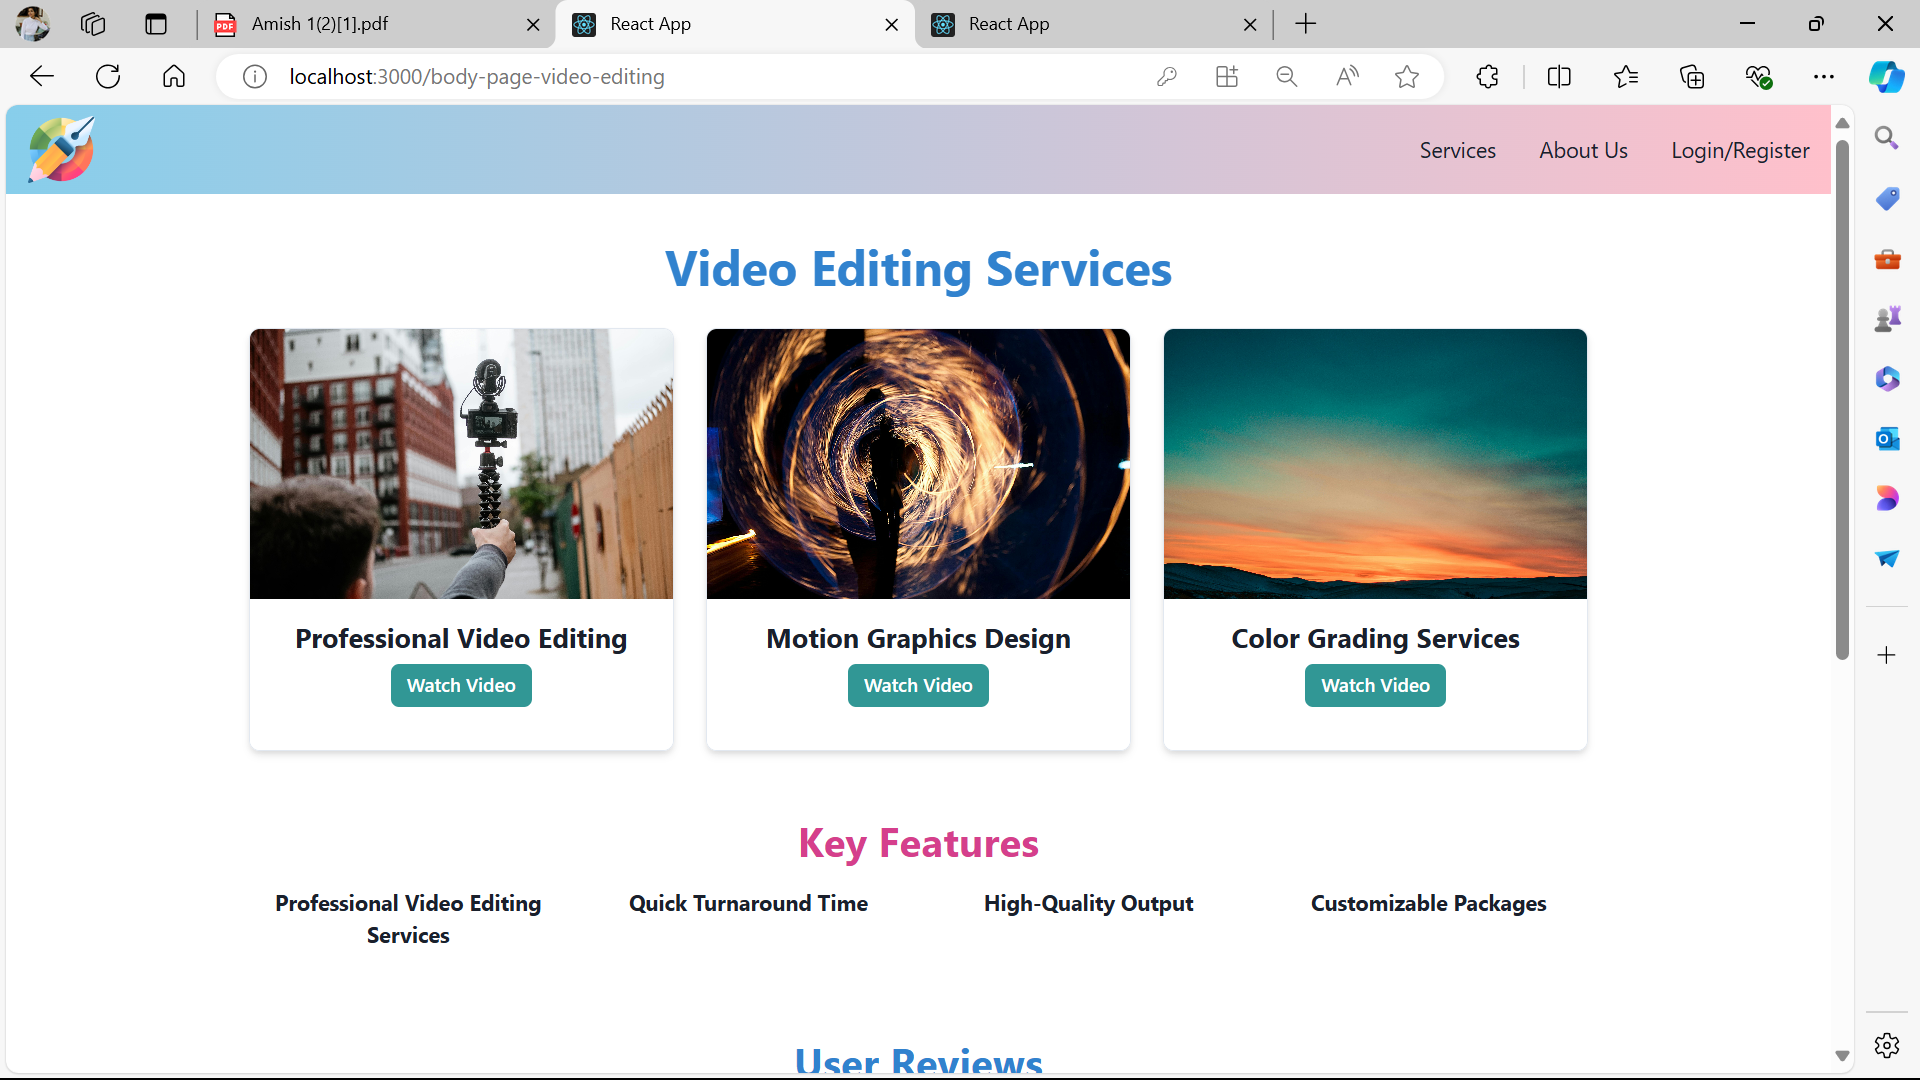 Amish 1(2)[1].pdf
React App
React App
localhost:3000/body-page-video-editing
Services
About Us
Login/Register
Video Editing Services
Professional Video Editing
Watch Video
Motion Graphics Design
Watch Video
Color Grading Services
Watch Video
Key Features
Professional Video Editing
Services
Quick Turnaround Time
High-Quality Output
Customizable Packages
User Reviews